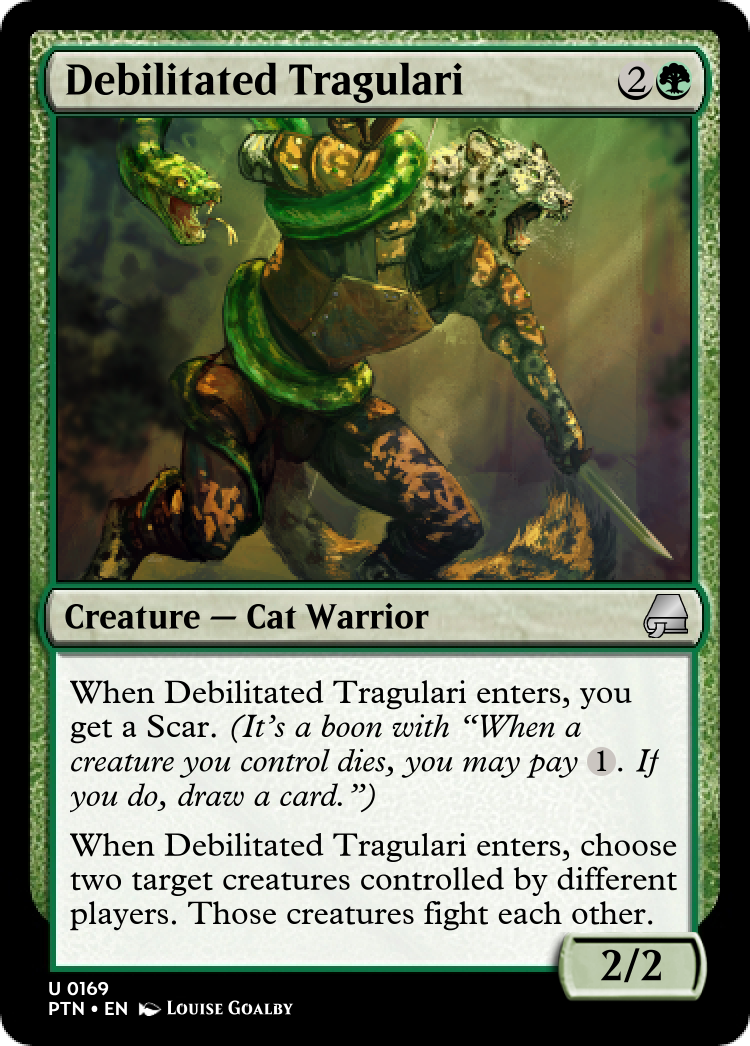 Debilitated Tragulari 2
Creature — Cat Warrior
When Debilitated Tragulari enters, you
get a Scar. (It's a boon with “When a
creature you control dies, you may pay 1. If
you do, draw a card.”)
When Debilitated Tragulari enters, choose
two target creatures controlled by different
players. Those creatures fight each other.
2/2
U 0169
PTN • EN Louise Goalby